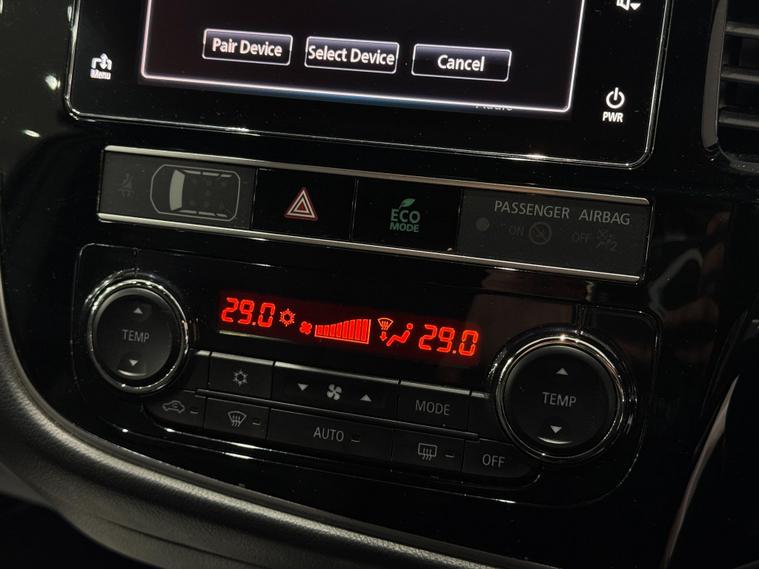 Pair Device
Select Device
Cancel
Menu
PWR
ECO
MODE
PASSENGER AIRBAG
ON
OFF
2
29.0
29.0
TEMP
TEMP
MODE
AUTO
OFF